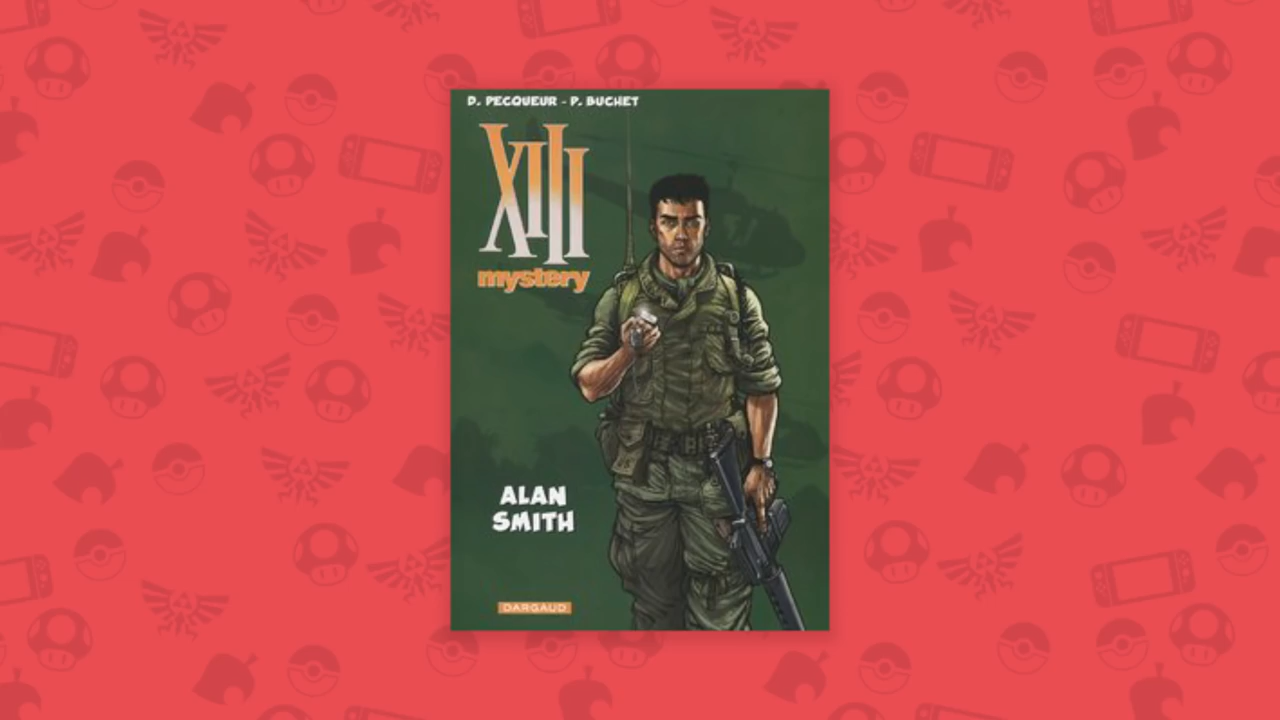 D. PECQUEUR - P. BUCHET
XIII
mystery
ALAN
SMITH
DARGAUD